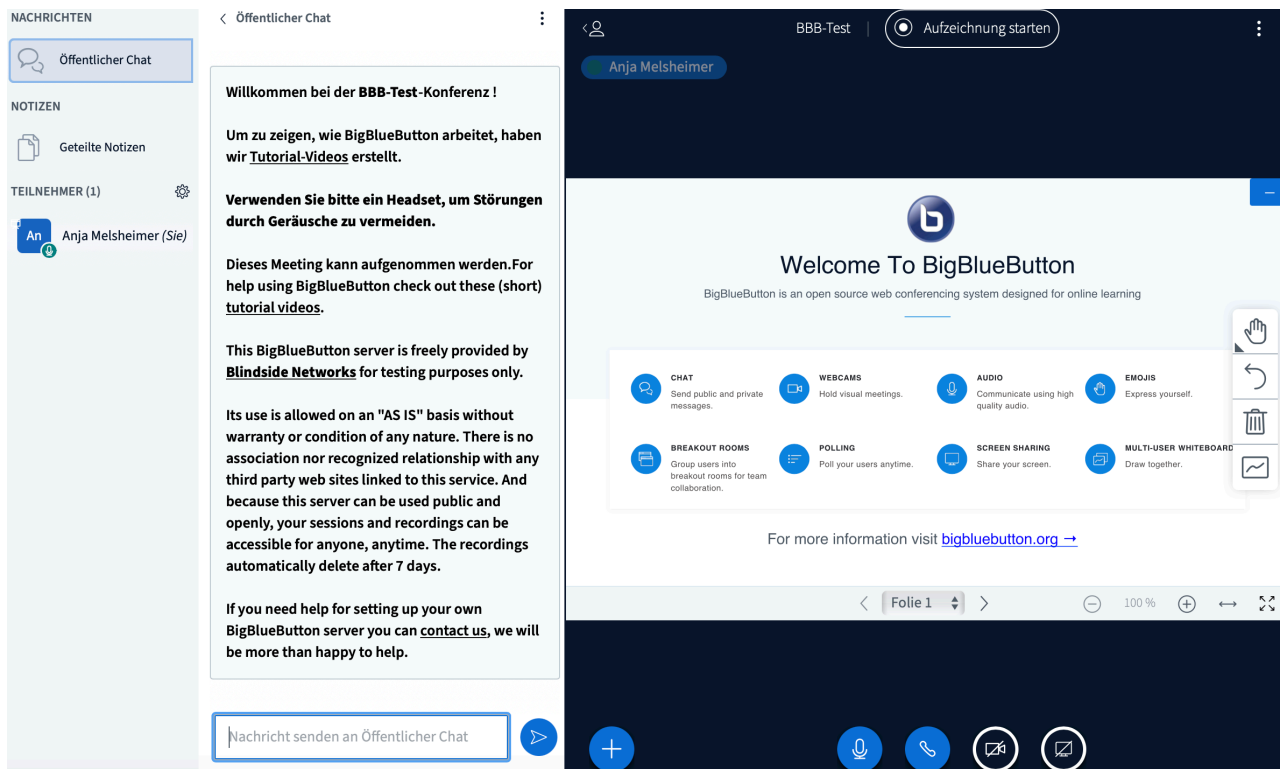 NACHRICHTEN
Öffentlicher Chat
NOTIZEN
Geteilte Notizen
TEILNEHMER (1)
An
Anja Melsheimer (Sie)
Öffentlicher Chat
Willkommen bei der BBB-Test-Konferenz !
Um zu zeigen, wie BigBlueButton arbeitet, haben
wir Tutorial-Videos erstellt.
Verwenden Sie bitte ein Headset, um Störungen
durch Geräusche zu vermeiden.
Dieses Meeting kann aufgenommen werden.For
help using BigBlueButton check out these (short)
tutorial videos.
This BigBlueButton server is freely provided by
Blindside Networks for testing purposes only.
Its use is allowed on an "AS IS" basis without
warranty or condition of any nature. There is no
association nor recognized relationship with any
third party web sites linked to this service. And
because this server can be used public and
openly, your sessions and recordings can be
accessible for anyone, anytime. The recordings
automatically delete after 7 days.
If you need help for setting up your own
BigBlueButton server you can contact us, we will
be more than happy to help.
Nachricht senden an Öffentlicher Chat
BBB-Test
Aufzeichnung starten
Anja Melsheimer
b
Welcome To BigBlueButton
BigBlueButton is an open source web conferencing system designed for online learning
CHAT
Send public and private
messages.
WEBCAMS
Hold visual meetings.
AUDIO
Communicate using high
quality audio.
EMOJIS
Express yourself.
BREAKOUT ROOMS
Group users into
breakout rooms for team
collaboration.
POLLING
Poll your users anytime.
SCREEN SHARING
Share your screen.
MULTI-USER WHITEBOARD
Draw together.
For more information visit bigbluebutton.org →
Folie 1
100 %